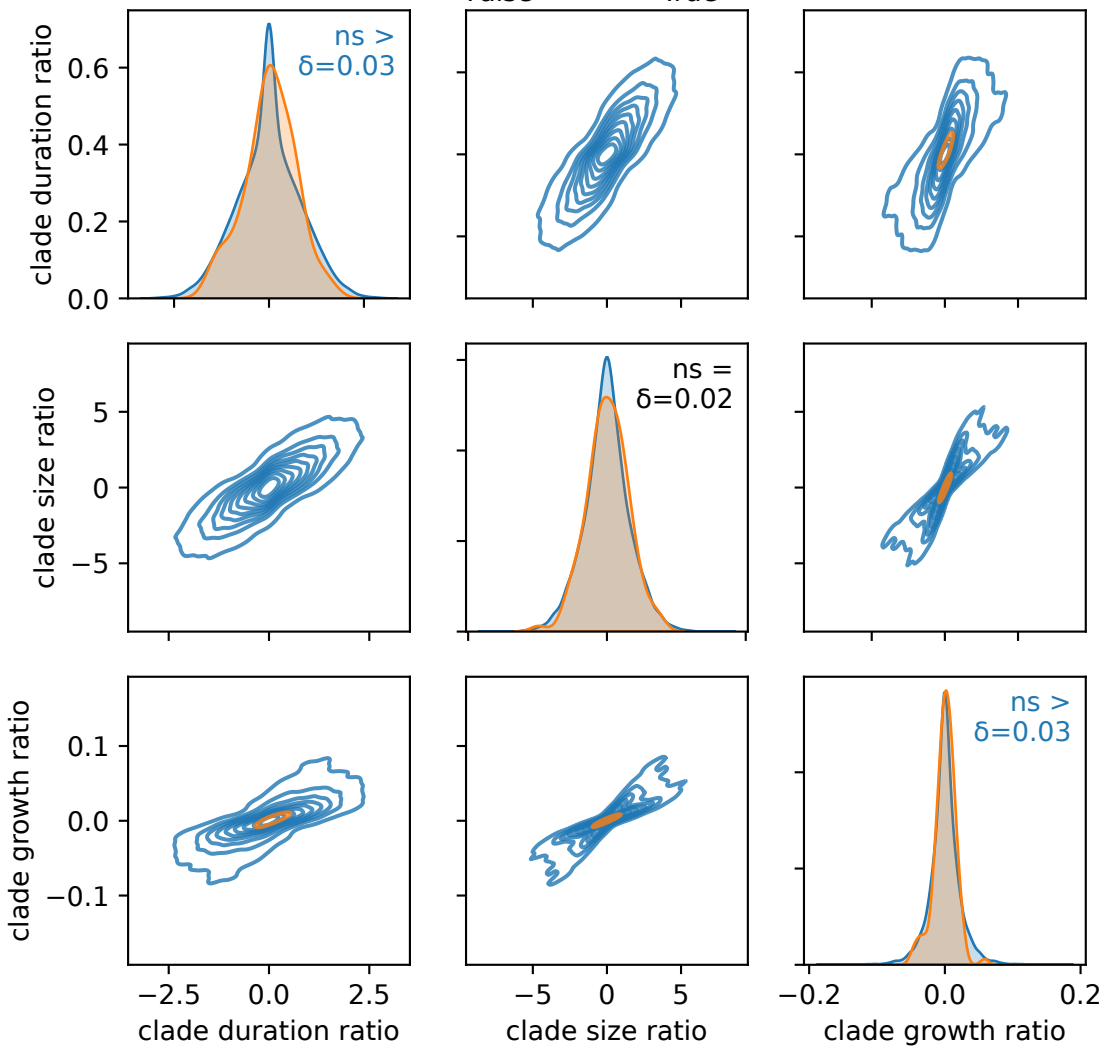 True
clade duration ratio
0.6
0.4
0.2
0.0
ns >
δ=0.03
clade size ratio
5
0
−5
ns =
δ=0.02
clade growth ratio
0.1
0.0
−0.1
ns >
δ=0.03
−2.5 0.0 2.5
−5 0 5
−0.2 0.0 0.2
clade duration ratio
clade size ratio
clade growth ratio